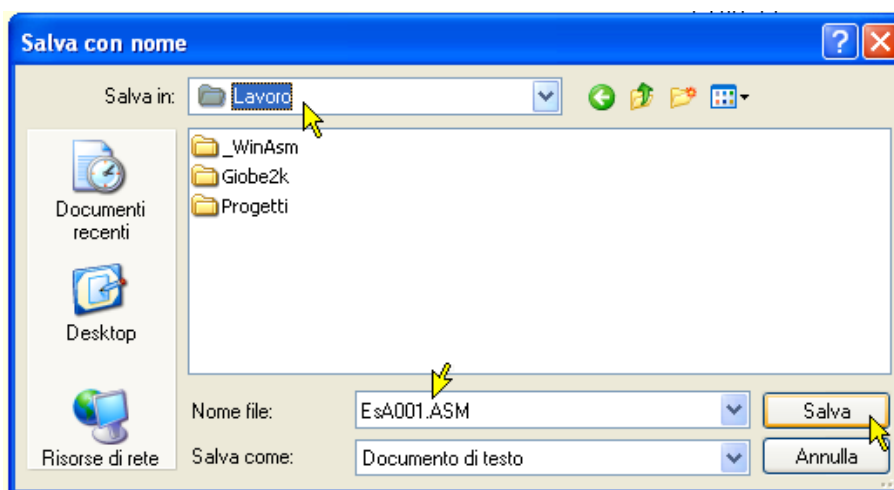 Salva con nome
Salva in:
Lavoro
_WinAsm
Giobe2k
Progetti
Documenti
recenti
Desktop
Risorse di rete
Nome file:
EsA001.ASM
Salva
Salva come:
Documento di testo
Annulla